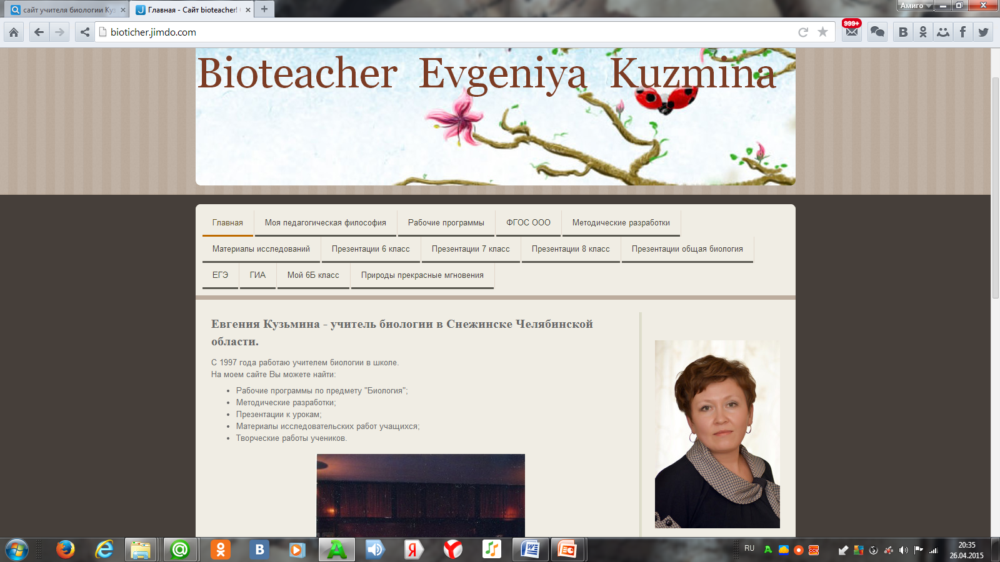 сайт учителя биологии Куз
Главная - Сайт bioteacher!
Амиго
bioticher.jimdo.com
999+
Bioteacher Evgeniya Kuzmina
Главная
Моя педагогическая философия
Рабочие программы
ФГОС ООО
Методические разработки
Материалы исследований
Презентации 6 класс
Презентации 7 класс
Презентации 8 класс
Презентации общая биология
ЕГЭ
ГИА
Мой 6Б класс
Природы прекрасные мгновения
Евгения Кузьмина - учитель биологии в Снежинске Челябинской
области.
С 1997 года работаю учителем биологии в школе.
На моем сайте Вы можете найти:
Рабочие программы по предмету "Биология";
Методические разработки;
Презентации к урокам;
Материалы исследовательских работ учащихся;
Творческие работы учеников.
RU
20:35
26.04.2015